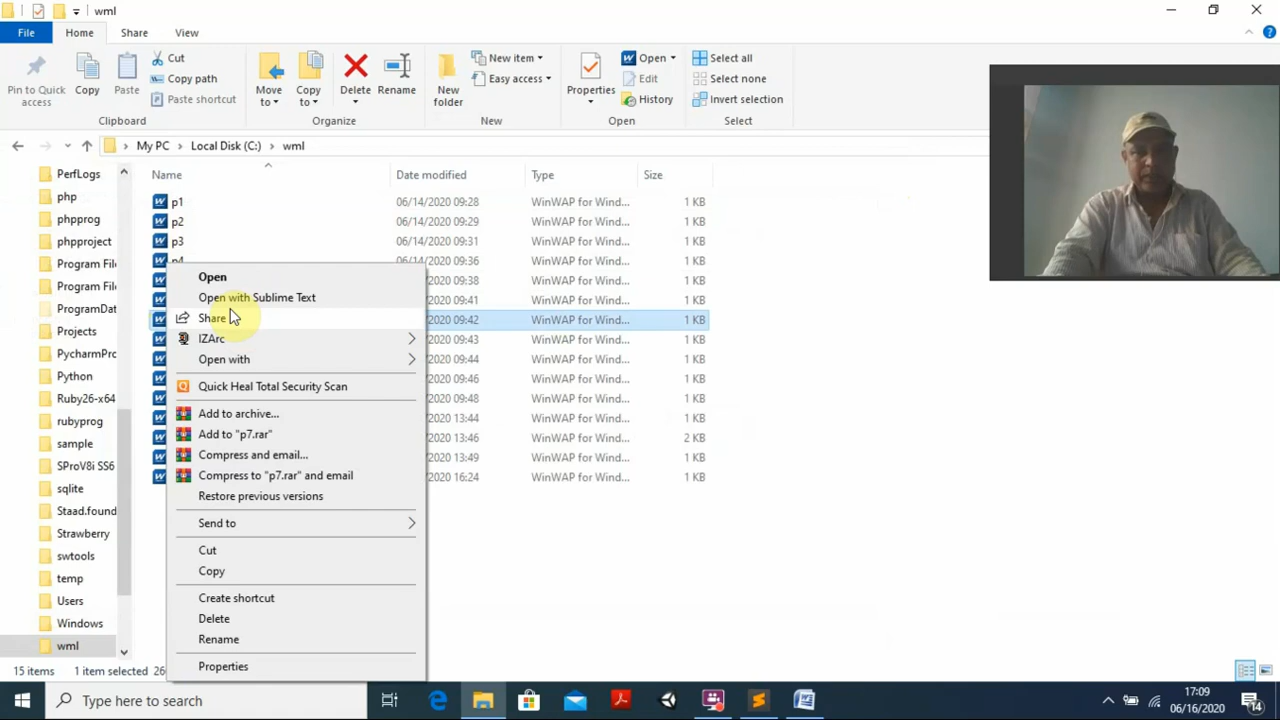 wml
File
Home
Share
View
Pin to Quick access
Copy
Paste
Cut
Copy path
Paste shortcut
Clipboard
Move to
Copy to
Delete
Rename
Organize
New folder
New item
Easy access
New
Properties
Open
Edit
History
Open
Select all
Select none
Invert selection
Select
My PC > Local Disk (C:) > wml
Name Date modified Type Size
PerfLogs
php
phpprog
phpproject
Program File
Program File
ProgramDat
Projects
PycharmPro
Python
Ruby26-x64
rubyprog
sample
SProV8i SS6
sqlite
Staad.found
Strawberry
swtools
temp
Users
Windows
wml
p1 06/14/2020 09:28 WinWAP for Wind... 1 KB
p2 06/14/2020 09:29 WinWAP for Wind... 1 KB
p3 06/14/2020 09:31 WinWAP for Wind... 1 KB
p4 06/14/2020 09:36 WinWAP for Wind... 1 KB
/2020 09:38 WinWAP for Wind... 1 KB
/2020 09:41 WinWAP for Wind... 1 KB
/2020 09:42 WinWAP for Wind... 1 KB
/2020 09:43 WinWAP for Wind... 1 KB
/2020 09:44 WinWAP for Wind... 1 KB
/2020 09:46 WinWAP for Wind... 1 KB
/2020 09:48 WinWAP for Wind... 1 KB
/2020 13:44 WinWAP for Wind... 1 KB
/2020 13:46 WinWAP for Wind... 2 KB
/2020 13:49 WinWAP for Wind... 1 KB
/2020 16:24 WinWAP for Wind... 1 KB
Open
Open with Sublime Text
Share
IZArc
Open with
Quick Heal Total Security Scan
Add to archive...
Add to "p7.rar"
Compress and email...
Compress to "p7.rar" and email
Restore previous versions
Send to
Cut
Copy
Create shortcut
Delete
Rename
Properties
15 items 1 item selected 26
Type here to search
17:09
06/16/2020
14